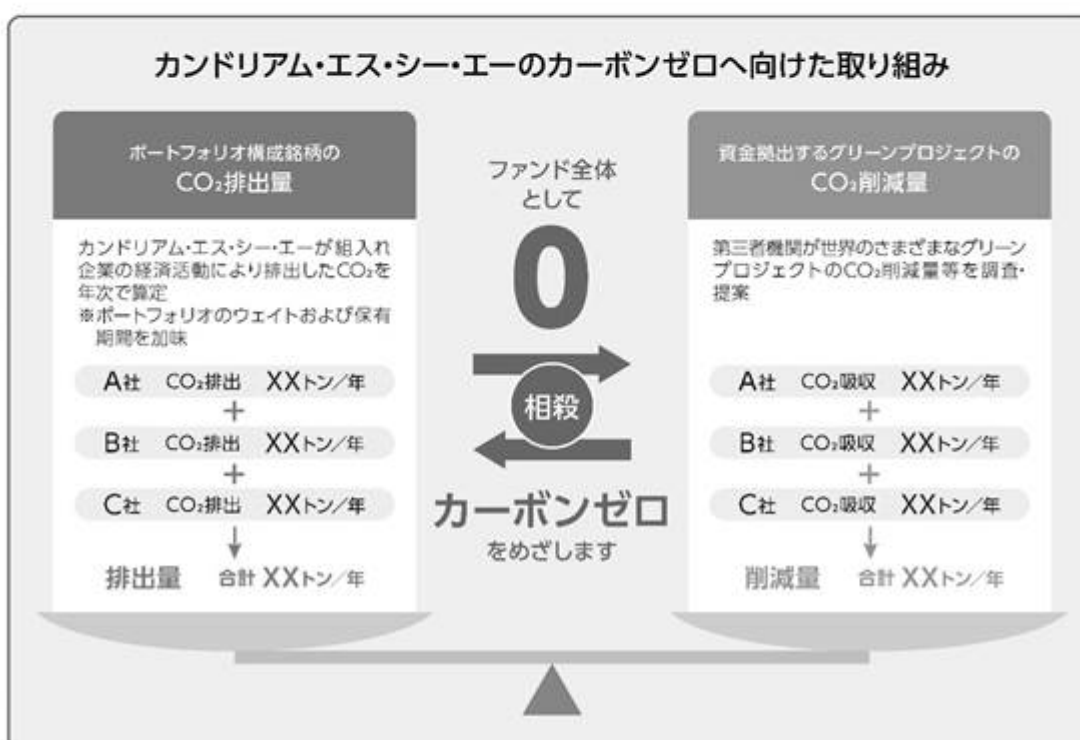 カンドリアム・エス・シー・エーのカーボンゼロへ向けた取り組み
ポートフォリオ構成銘柄の
CO₂排出量
カンドリアム・エス・シー・エーが組入れ
企業の経済活動により排出したCO₂を
年次で算定
※ポートフォリオのウェイトおよび保有
期間を加味
A社 CO₂排出 XXトン／年
+
B社 CO₂排出 XXトン／年
+
C社 CO₂排出 XXトン／年
排出量 合計 XXトン／年
ファンド全体
として
0
相殺
カーボンゼロ
をめざします
資金拠出するグリーンプロジェクトの
CO₂削減量
第三者機関が世界のさまざまなグリーン
プロジェクトのCO₂削減量等を調査・
提案
A社 CO₂吸収 XXトン／年
+
B社 CO₂吸収 XXトン／年
+
C社 CO₂吸収 XXトン／年
削減量 合計 XXトン／年